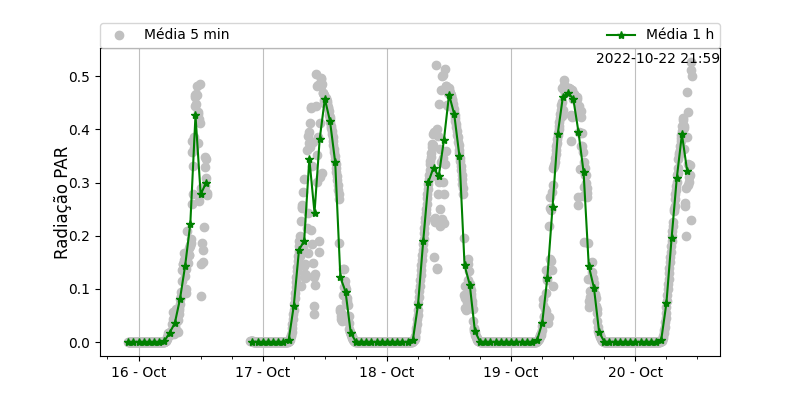 Média 5 min
Média 1 h
2022-10-22 21:59
Radiação PAR
0.5
0.4
0.3
0.2
0.1
0.0
16 - Oct
17 - Oct
18 - Oct
19 - Oct
20 - Oct